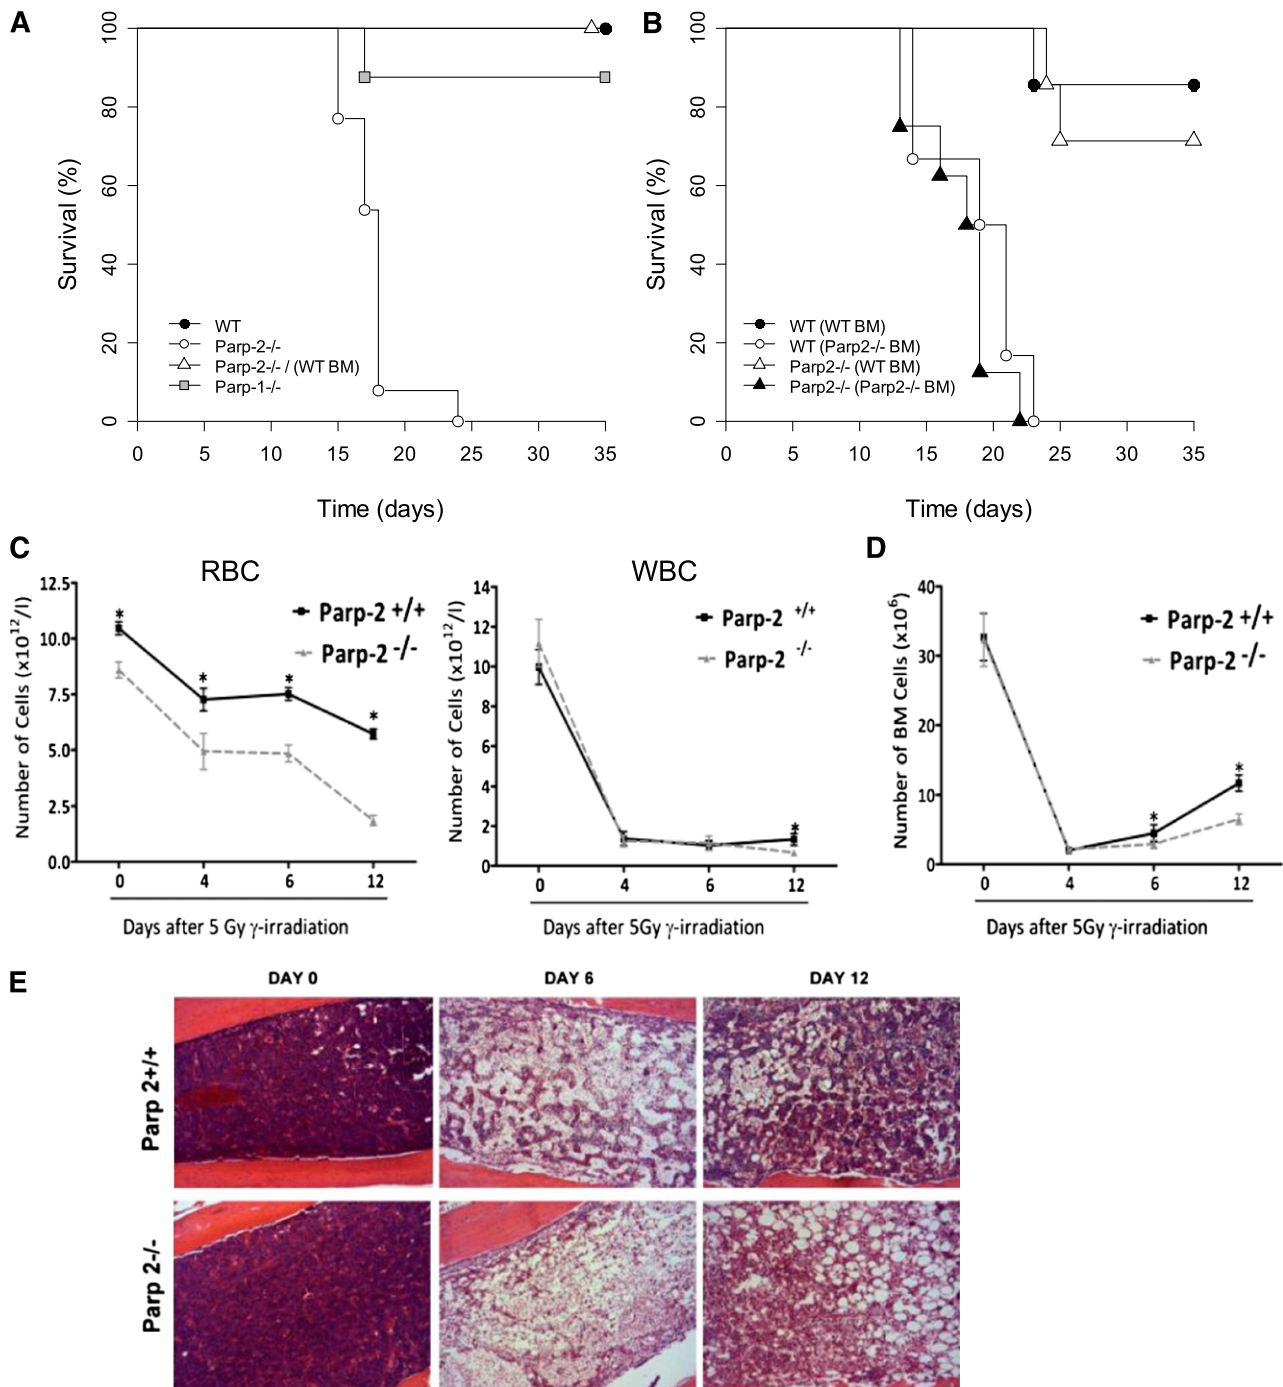 A
Survival (%)
100
80
60
40
20
0
WT
Parp-2-/-
Parp-2-/- / (WT BM)
Parp-1-/-
0 5 10 15 20 25 30 35
Time (days)
B
Survival (%)
100
80
60
40
20
0
WT (WT BM)
WT (Parp2-/- BM)
Parp2-/- (WT BM)
Parp2-/- (Parp2-/- BM)
0 5 10 15 20 25 30 35
Time (days)
C
RBC
Number of Cells (x10¹²/l)
12.5
10.0
7.5
5.0
2.5
0.0
* * * *
Parp-2 +/+
Parp-2 -/-
0 4 6 12
Days after 5 Gy γ-irradiation
WBC
Number of Cells (x10¹²/l)
14
12
10
8
6
4
2
0
*
Parp-2 +/+
Parp-2 -/-
0 4 6 12
Days after 5Gy γ-irradiation
D
Number of BM Cells (x10⁶)
40
30
20
10
0
* *
Parp-2 +/+
Parp-2 -/-
0 4 6 12
Days after 5Gy γ-irradiation
E
DAY 0 DAY 6 DAY 12
Parp 2+/+
Parp 2-/-